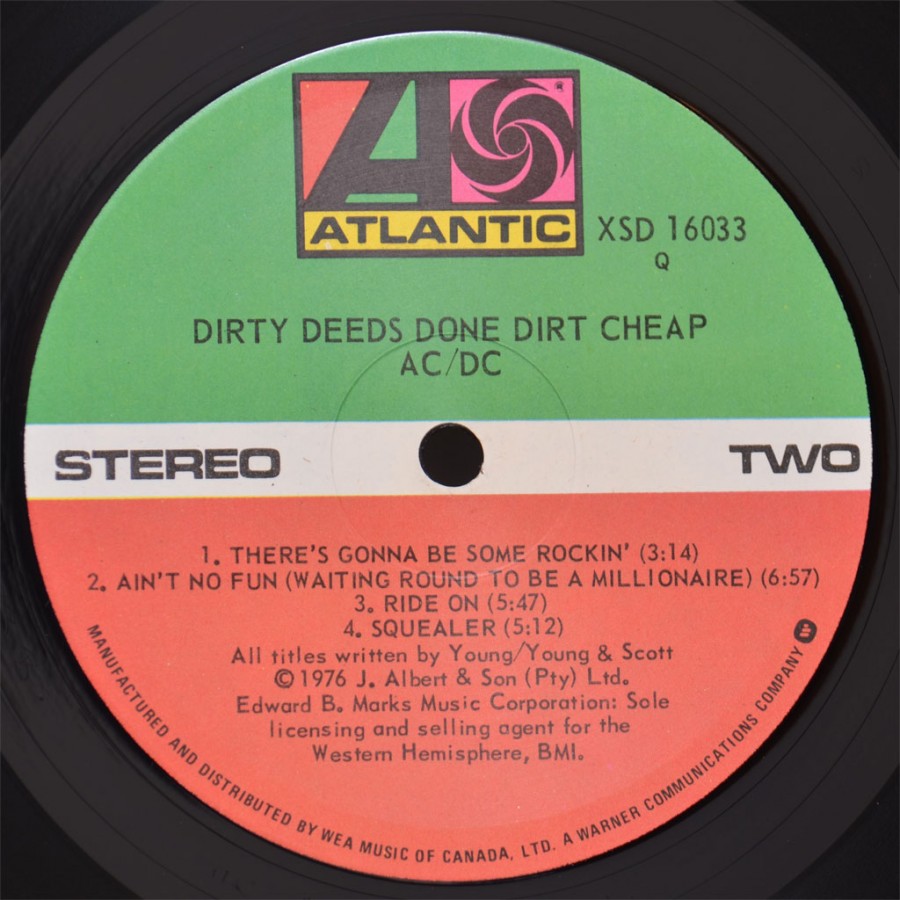 ATLANTIC
®
XSD 16033
Q
DIRTY DEEDS DONE DIRT CHEAP
AC/DC
STEREO
TWO
1. THERE'S GONNA BE SOME ROCKIN' (3:14)
2. AIN'T NO FUN (WAITING ROUND TO BE A MILLIONAIRE) (6:57)
3. RIDE ON (5:47)
4. SQUEALER (5:12)
All titles written by Young/Young & Scott
© 1976 J. Albert & Son (Pty) Ltd.
Edward B. Marks Music Corporation: Sole
licensing and selling agent for the
Western Hemisphere, BMI.
MANUFACTURED AND DISTRIBUTED BY WEA MUSIC OF CANADA, LTD. A WARNER COMMUNICATIONS COMPANY